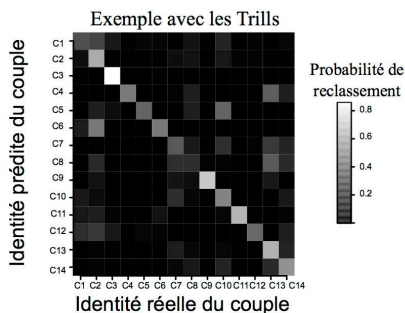 Exemple avec les Trills
Identité prédite du couple
C1
C2
C3
C4
C5
C6
C7
C8
C9
C10
C11
C12
C13
C14
C1 C2 C3 C4 C5 C6 C7 C8 C9 C10 C11 C12 C13 C14
Identité réelle du couple
Probabilité de
reclassement
0.8
0.6
0.4
0.2